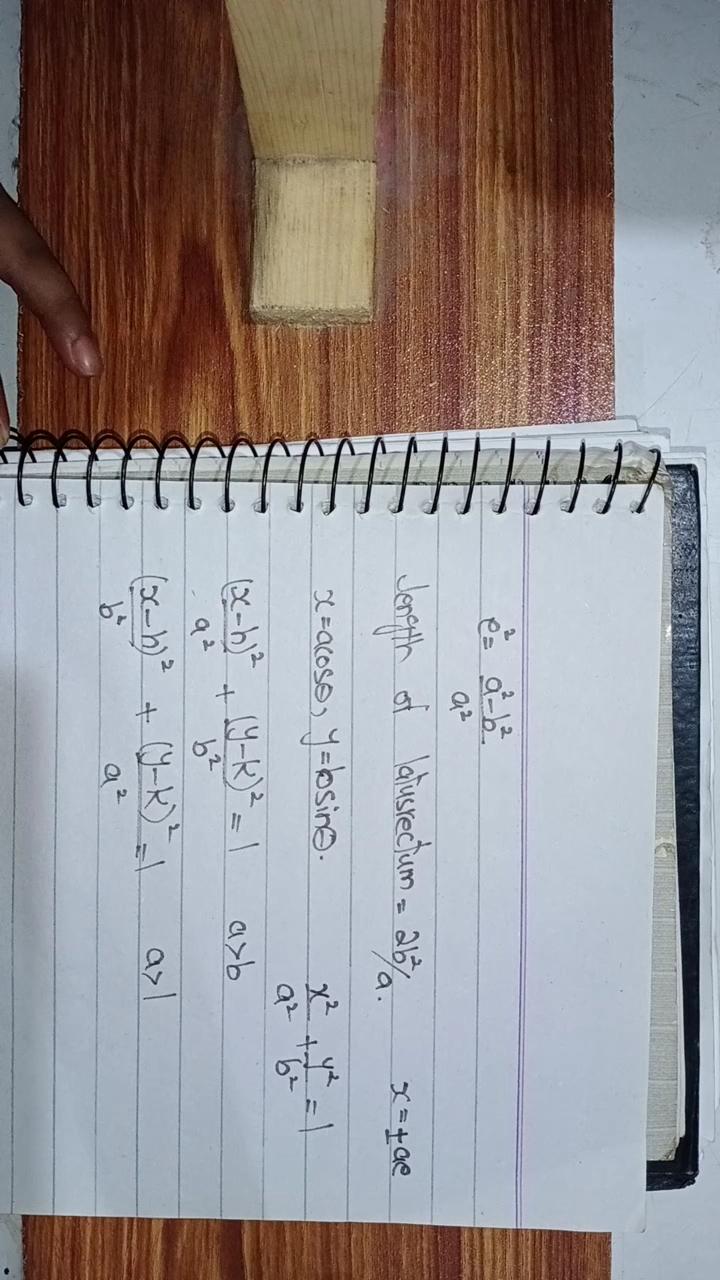 e² = a²-b²/a²
length of latusrectum = 2b²/a. x = ±ae
x=acosθ, y=bsinθ. x²/a² + y²/b² = 1
(x-h)²/a² + (y-k)²/b² = 1 a>b
(x-h)²/b² + (y-k)²/a² = 1 a>1